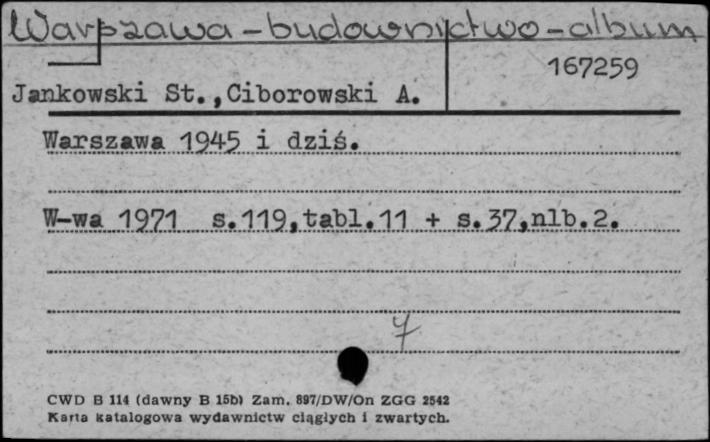 Warszawa - budownictwo - album
167259
Jankowski St., Ciborowski A.
Warszawa 1945 i dziś.
W-wa 1971 s.119,tabl.11 + s.37,nlb.2.
7
CWD B 114 (dawny B 15b) Zam. 897/DW/On ZGG 2542
Karta katalogowa wydawnictw ciągłych i zwartych.